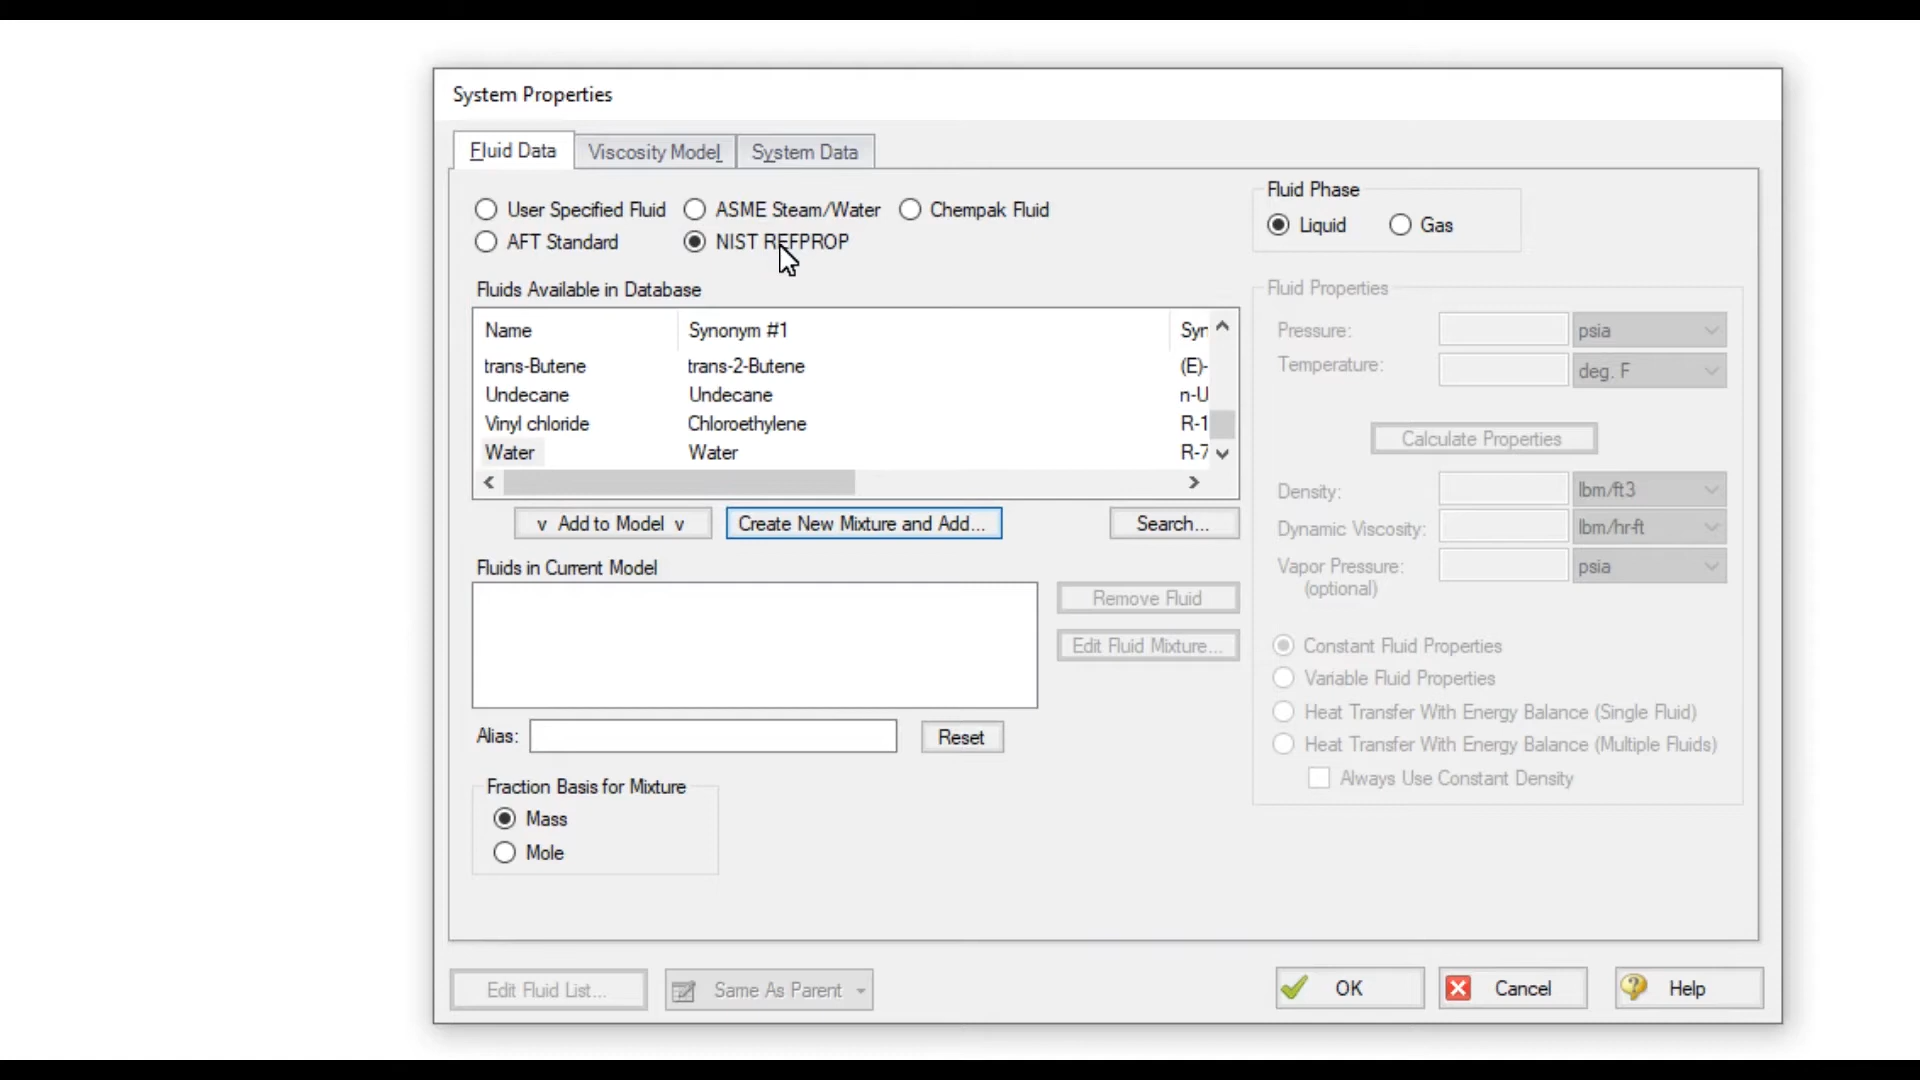 System Properties
Fluid Data Viscosity Model System Data
User Specified Fluid ASME Steam/Water Chempak Fluid
AFT Standard NIST REFPROP
Fluids Available in Database
Name Synonym #1 Syn
trans-Butene trans-2-Butene (E)-
Undecane Undecane n-U
Vinyl chloride Chloroethylene R-1
Water Water R-7
v Add to Model v Create New Mixture and Add... Search...
Fluids in Current Model
Remove Fluid
Edit Fluid Mixture...
Alias: Reset
Fraction Basis for Mixture
Mass
Mole
Fluid Phase
Liquid Gas
Fluid Properties
Pressure: psia
Temperature: deg. F
Calculate Properties
Density: lbm/ft3
Dynamic Viscosity: lbm/hr-ft
Vapor Pressure: psia
(optional)
Constant Fluid Properties
Variable Fluid Properties
Heat Transfer With Energy Balance (Single Fluid)
Heat Transfer With Energy Balance (Multiple Fluids)
Always Use Constant Density
Edit Fluid List... Same As Parent OK Cancel Help